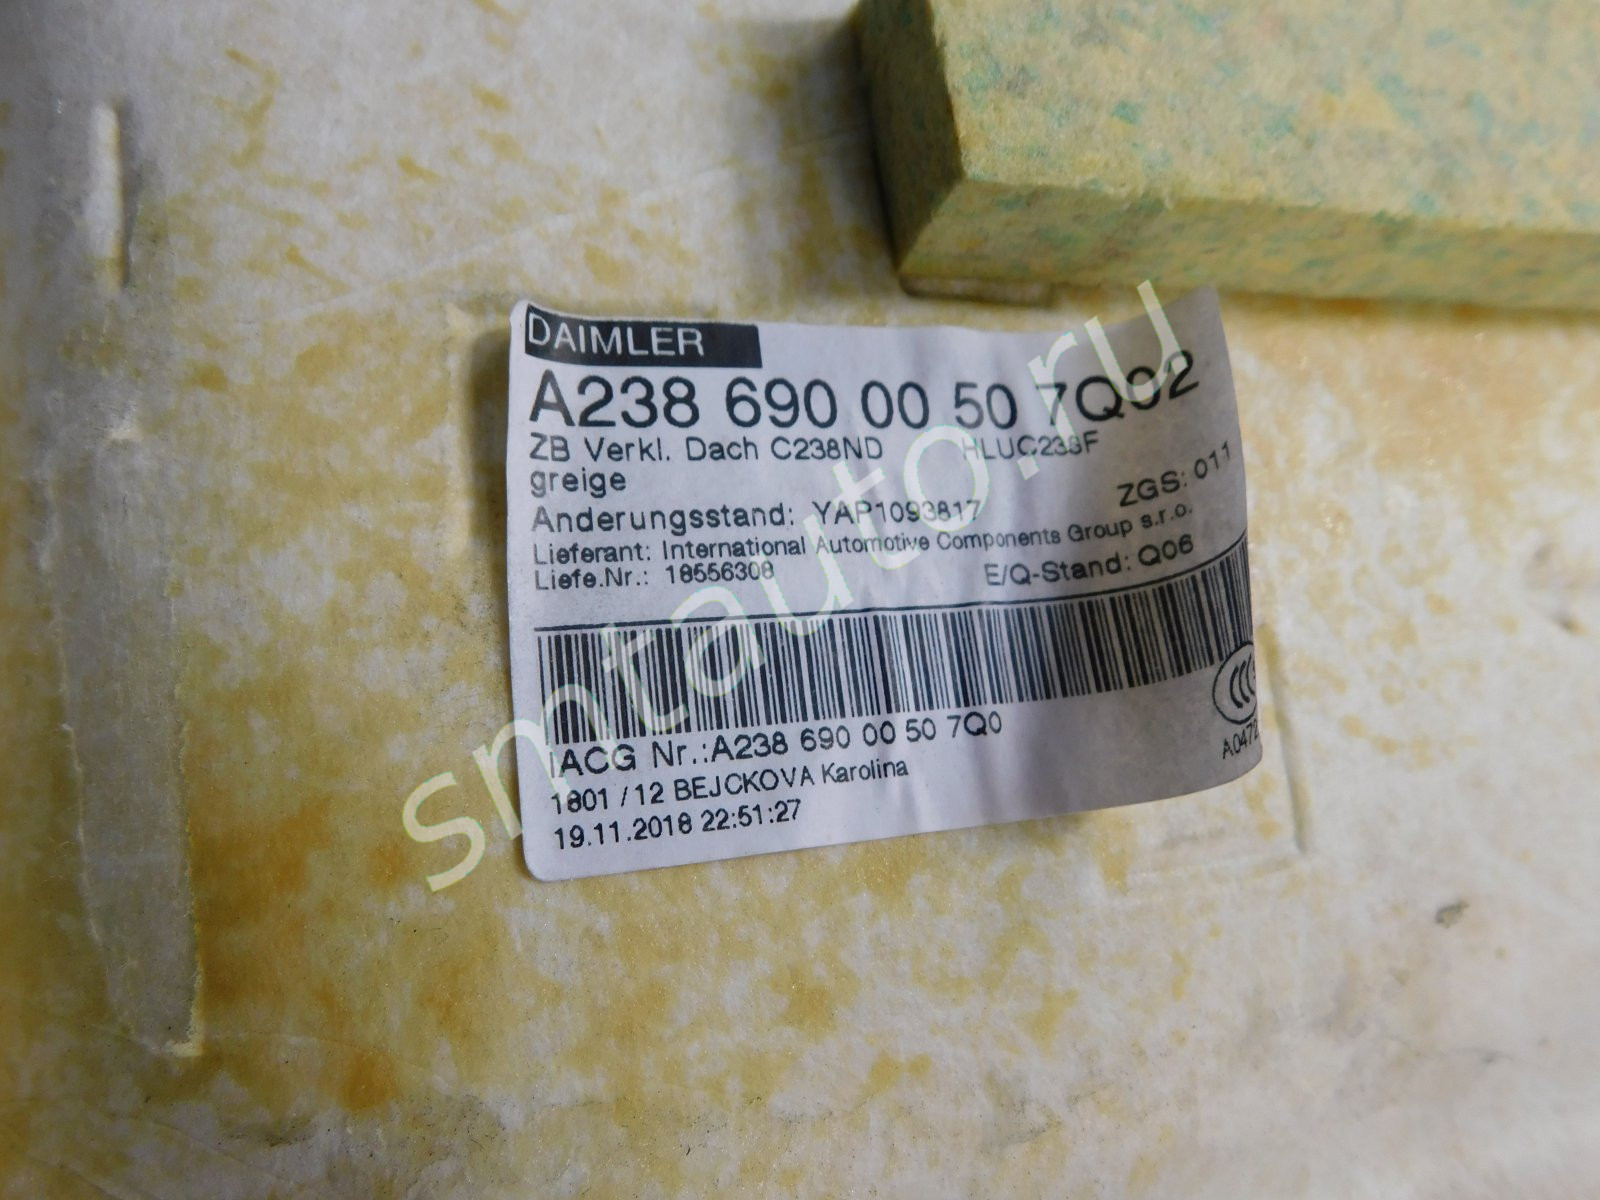 DAIMLER
A238 690 00 50 7Q02
ZB Verkl. Dach C238ND HLUC238F
greige
ZGS: 011
Anderungsstand: YAP1093817
Lieferant: International Automotive Components Group s.r.o.
Liefe.Nr.: 18556308 E/Q-Stand: Q06
IACG Nr.:A238 690 00 50 7Q0
A0472
1801 / 12 BEJCKOVA Karolina
19.11.2018 22:51:27
smtauto.ru